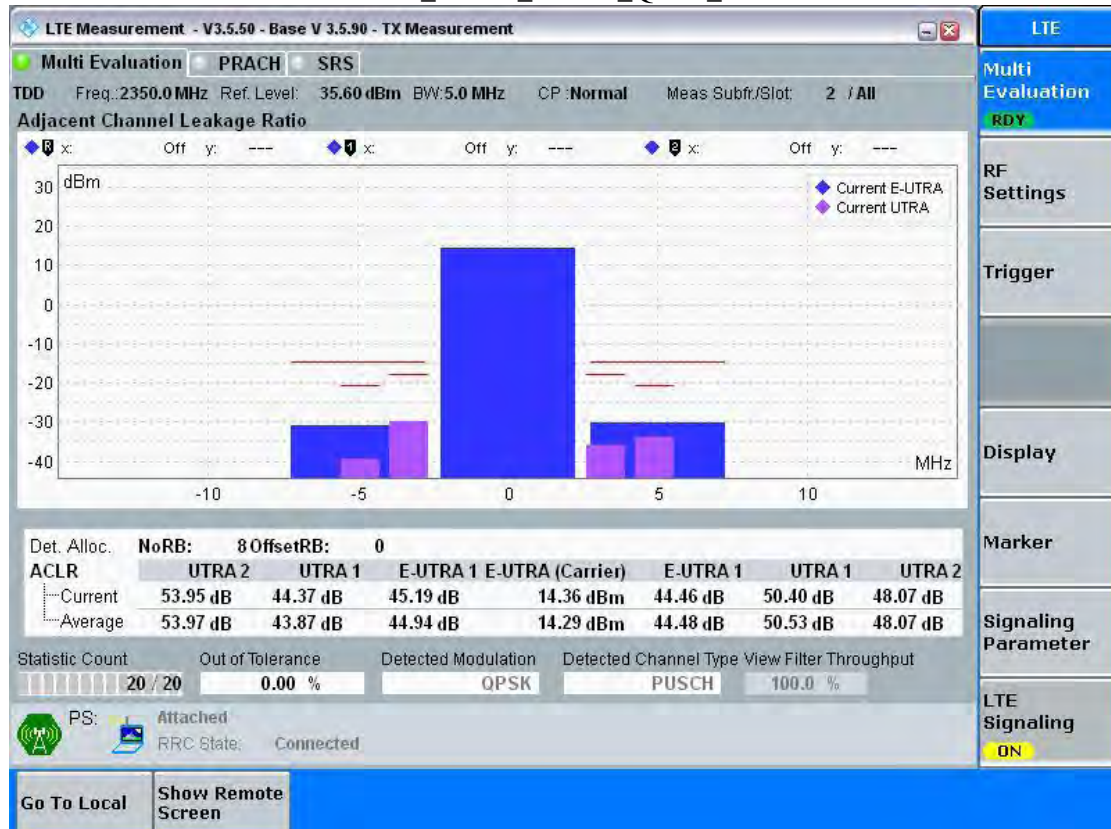 LTE Measurement - V3.5.50 - Base V 3.5.90 - TX Measurement
LTE
Multi Evaluation PRACH SRS
Multi Evaluation
RDY
TDD Freq.:2350.0 MHz Ref. Level: 35.60 dBm BW:5.0 MHz CP :Normal Meas Subfr./Slot: 2 / All
Adjacent Channel Leakage Ratio
R x: Off y: --- 1 x: Off y: --- 2 x: Off y: ---
dBm
Current E-UTRA
Current UTRA
30
20
10
0
-10
-20
-30
-40
MHz
-10 -5 0 5 10
RF Settings
Trigger
Display
Marker
Signaling Parameter
LTE Signaling
ON
Det. Alloc. NoRB: 8 OffsetRB: 0
ACLR UTRA 2 UTRA 1 E-UTRA 1 E-UTRA (Carrier) E-UTRA 1 UTRA 1 UTRA 2
Current 53.95 dB 44.37 dB 45.19 dB 14.36 dBm 44.46 dB 50.40 dB 48.07 dB
Average 53.97 dB 43.87 dB 44.94 dB 14.29 dBm 44.48 dB 50.53 dB 48.07 dB
Statistic Count Out of Tolerance Detected Modulation Detected Channel Type View Filter Throughput
20 / 20 0.00 % QPSK PUSCH 100.0 %
PS: Attached
RRC State: Connected
Go To Local
Show Remote Screen